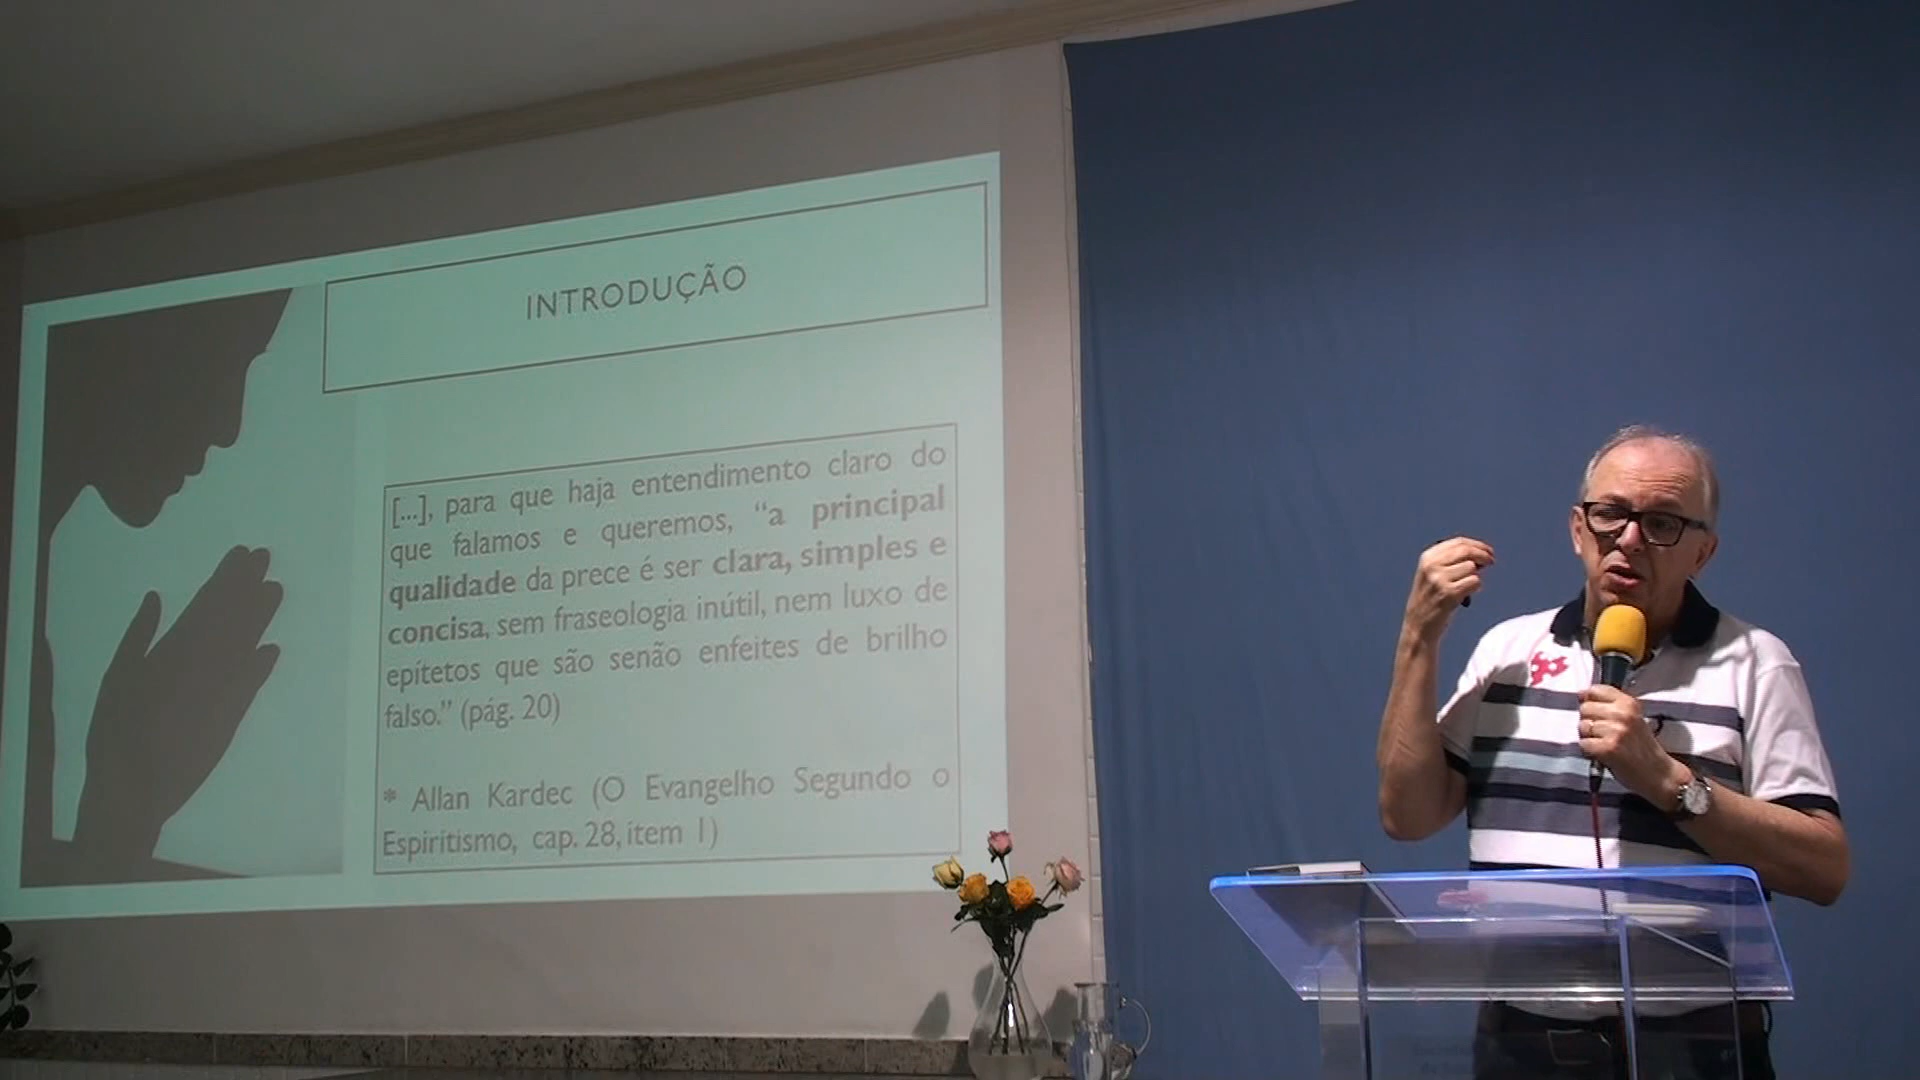 INTRODUÇÃO
[...], para que haja entendimento claro do
que falamos e queremos, “a principal
qualidade da prece é ser clara, simples e
concisa, sem fraseologia inútil, nem luxo de
epítetos que são senão enfeites de brilho
falso.” (pág. 20)
* Allan Kardec (O Evangelho Segundo o
Espiritismo, cap. 28, item 1)